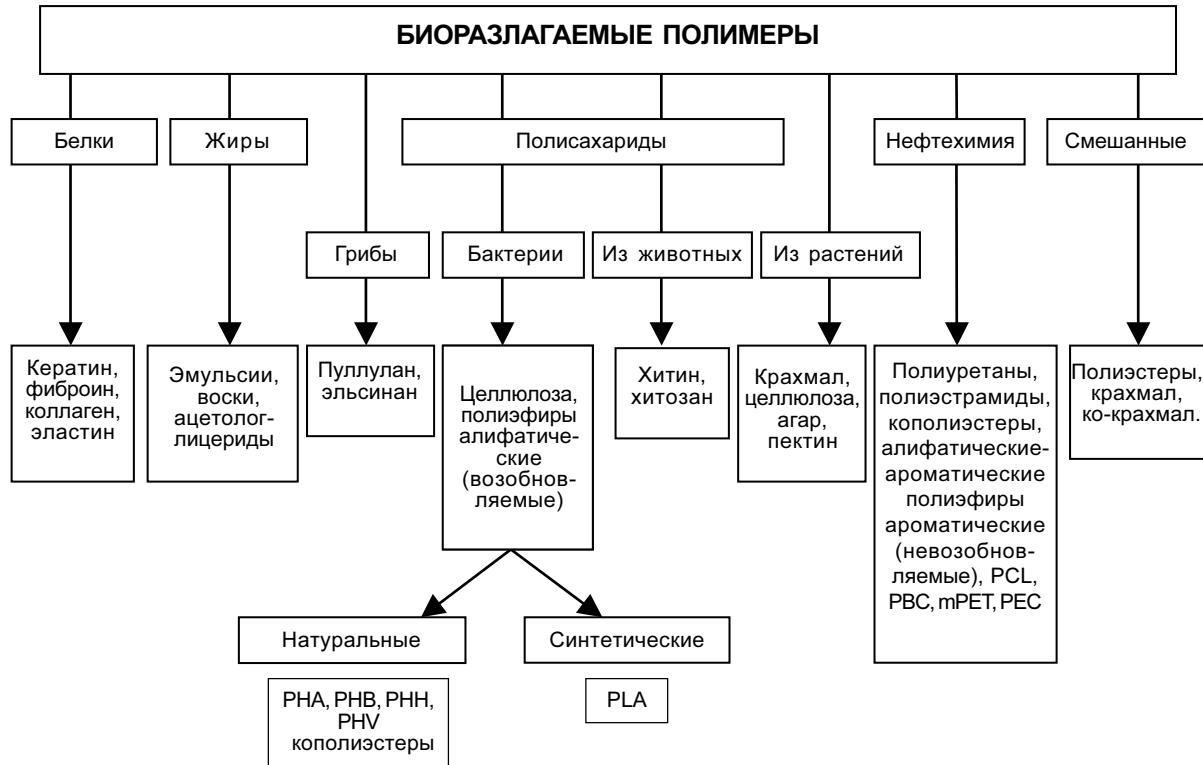 БИОРАЗЛАГАЕМЫЕ ПОЛИМЕРЫ
Белки
Жиры
Полисахариды
Нефтехимия
Смешанные
Грибы
Бактерии
Из животных
Из растений
Кератин,
фиброин,
коллаген,
эластин
Эмульсии,
воски,
ацетолог-
лицериды
Пуллулан,
эльсинан
Целлюлоза,
полиэфиры
алифатиче-
ские
(возобнов-
ляемые)
Хитин,
хитозан
Крахмал,
целлюлоза,
агар,
пектин
Полиуретаны,
полиэстрамиды,
кополиэстеры,
алифатические-
ароматические
полиэфиры
ароматические
(невозобнов-
ляемые), PCL,
PBC, mPET, PEC
Полиэстеры,
крахмал,
ко-крахмал.
Натуральные
Синтетические
PHA, PHB, PHH,
PHV
кополиэстеры
PLA